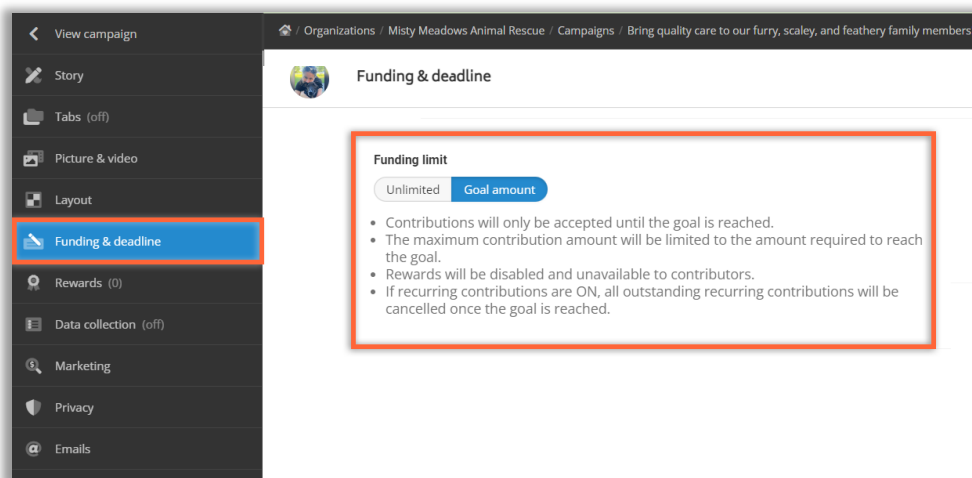 View campaign
Story
Tabs (off)
Picture & video
Layout
Funding & deadline
Rewards (0)
Data collection (off)
Marketing
Privacy
Emails
/ Organizations / Misty Meadows Animal Rescue / Campaigns / Bring quality care to our furry, scaley, and feathery family members
Funding & deadline
Funding limit
Unlimited Goal amount
• Contributions will only be accepted until the goal is reached.
• The maximum contribution amount will be limited to the amount required to reach
the goal.
• Rewards will be disabled and unavailable to contributors.
• If recurring contributions are ON, all outstanding recurring contributions will be
cancelled once the goal is reached.